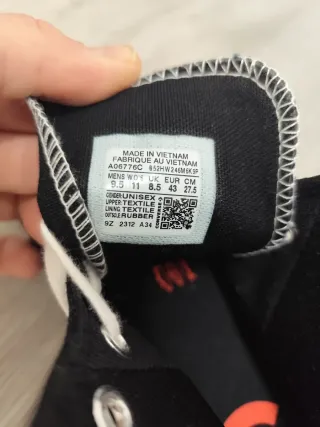 MADE IN VIETNAM
FABRIQUE AU VIETNAM
A06776C 652HW246M6K9P
MENS WO'S UK EUR CM
9.5 11 8.5 43 27.5
GENDER UNISEX
UPPER TEXTILE
LINING TEXTILE
OUTSOLE RUBBER
9Z 2312 A34